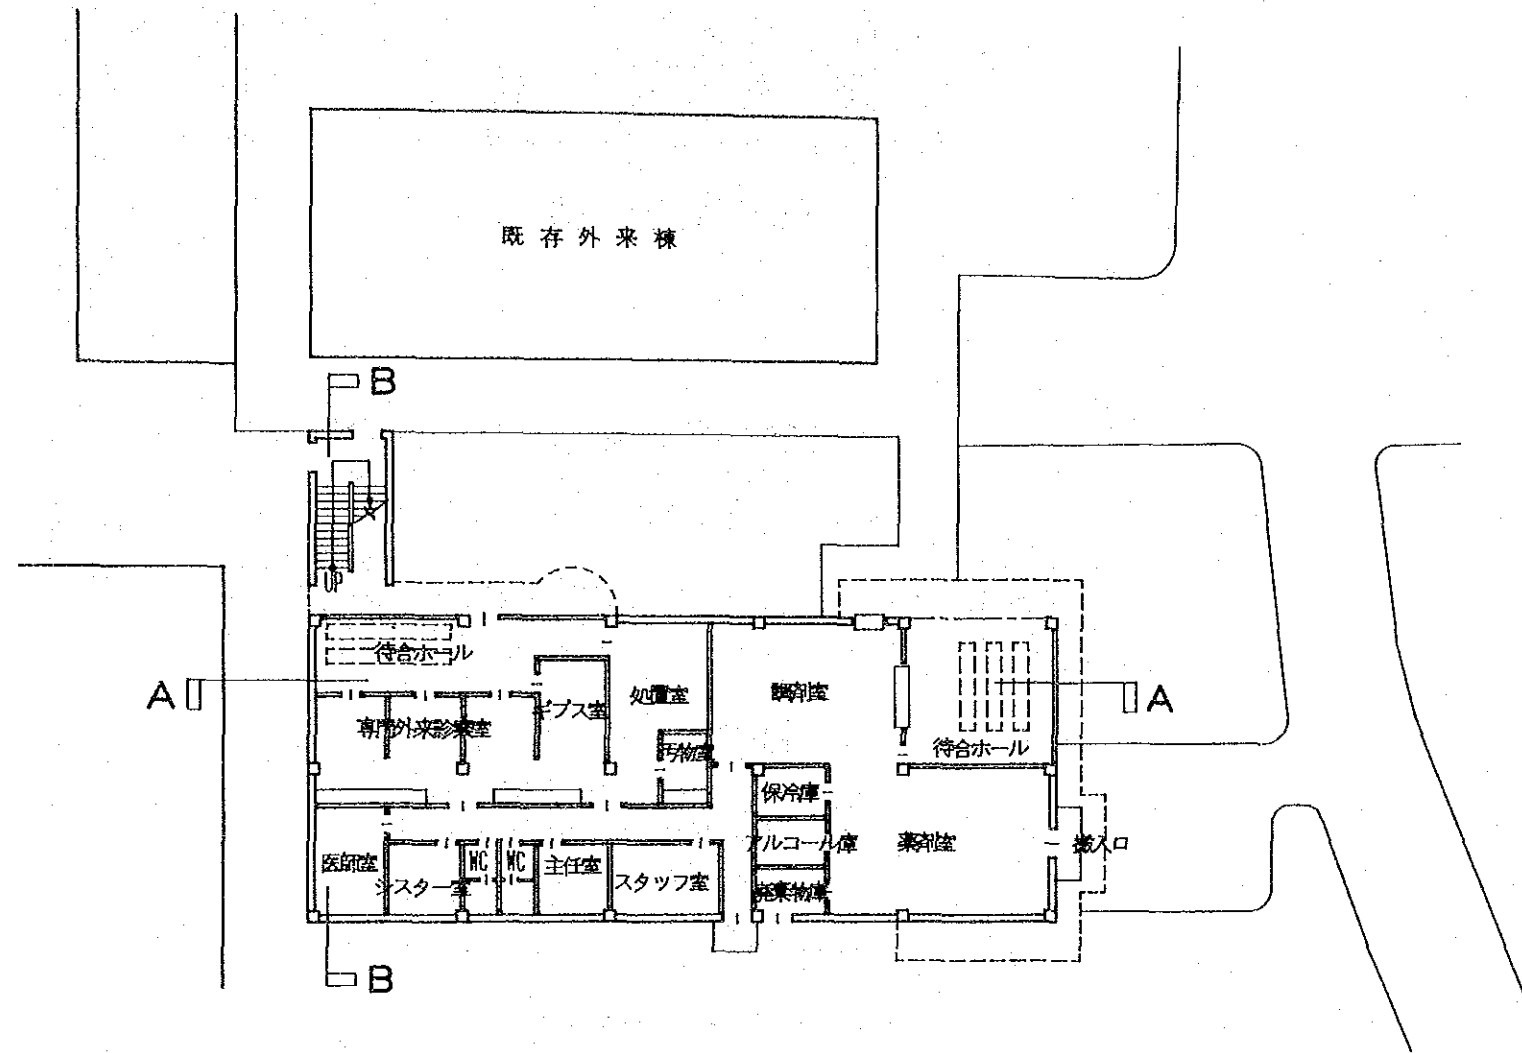 既存外来棟
B
UP
待合ホール
A
ギプス室
処置室
調剤室
A
専門外来診察室
汚物室
待合ホール
保冷庫
アルコール庫
薬剤室
搬入口
医師室
シスター室
WC
WC
主任室
スタッフ室
廃棄物庫
B